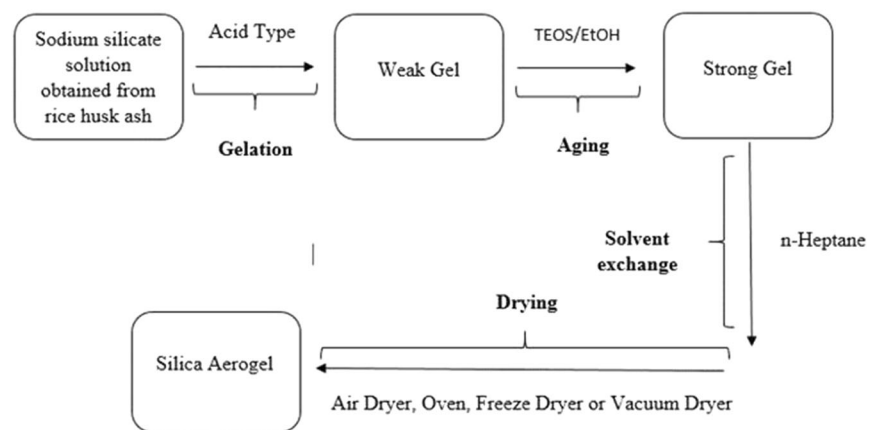 Sodium silicate
solution
obtained from
rice husk ash
Acid Type
Gelation
Weak Gel
TEOS/EtOH
Aging
Strong Gel
Solvent
exchange
n-Heptane
Drying
Silica Aerogel
Air Dryer, Oven, Freeze Dryer or Vacuum Dryer